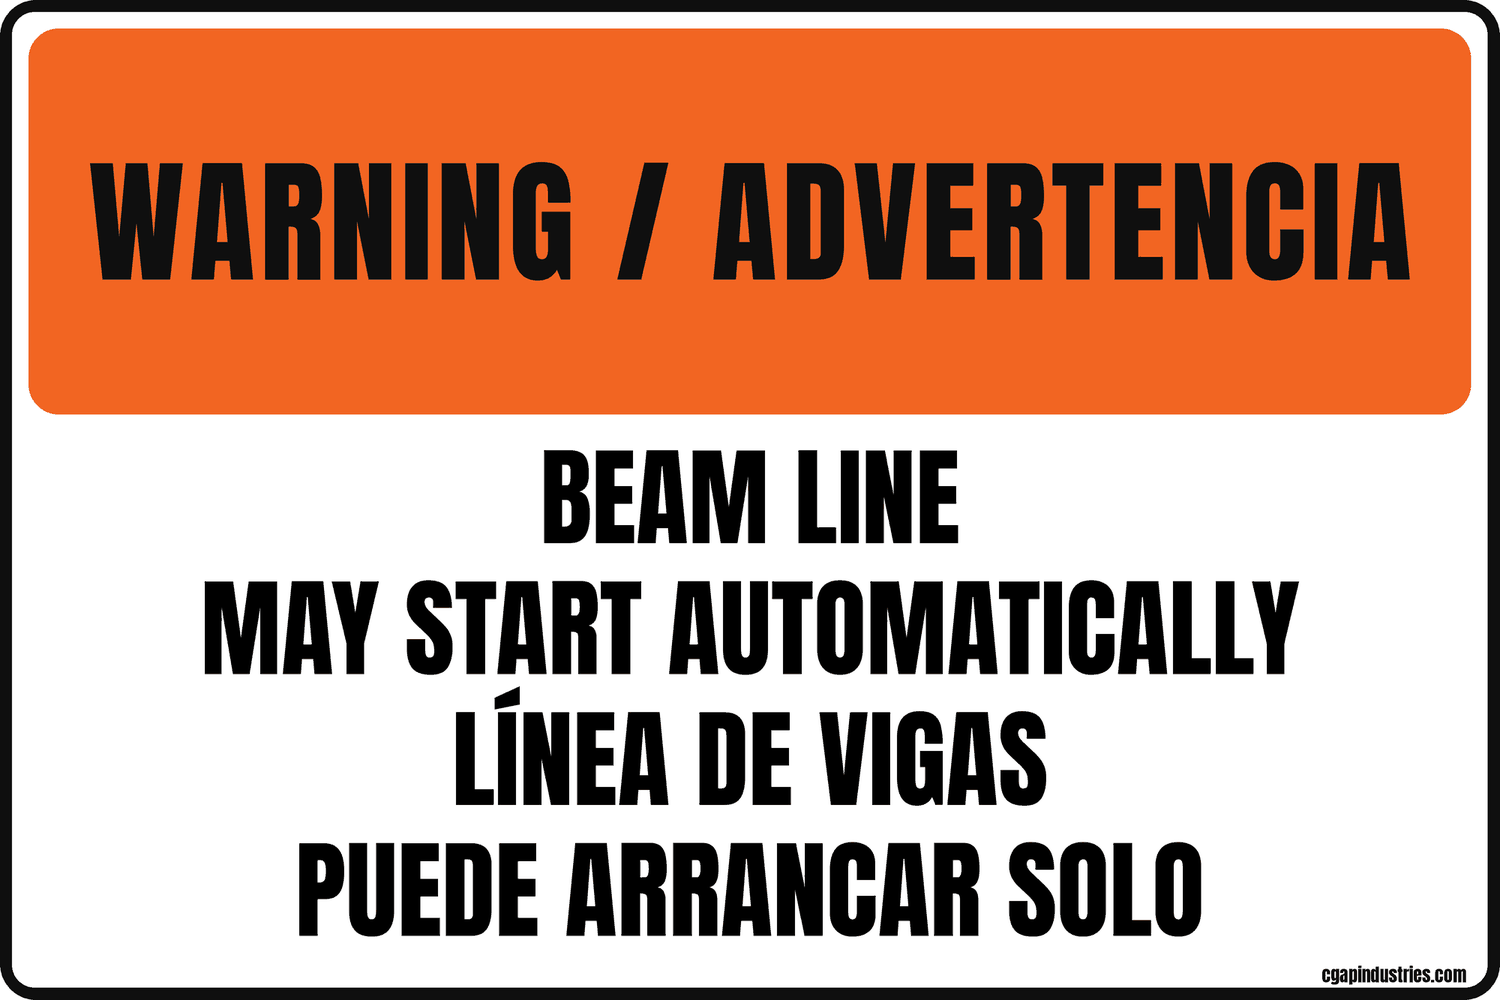 WARNING / ADVERTENCIA
BEAM LINE
MAY START AUTOMATICALLY
LÍNEA DE VIGAS
PUEDE ARRANCAR SOLO
cgapindustries.com